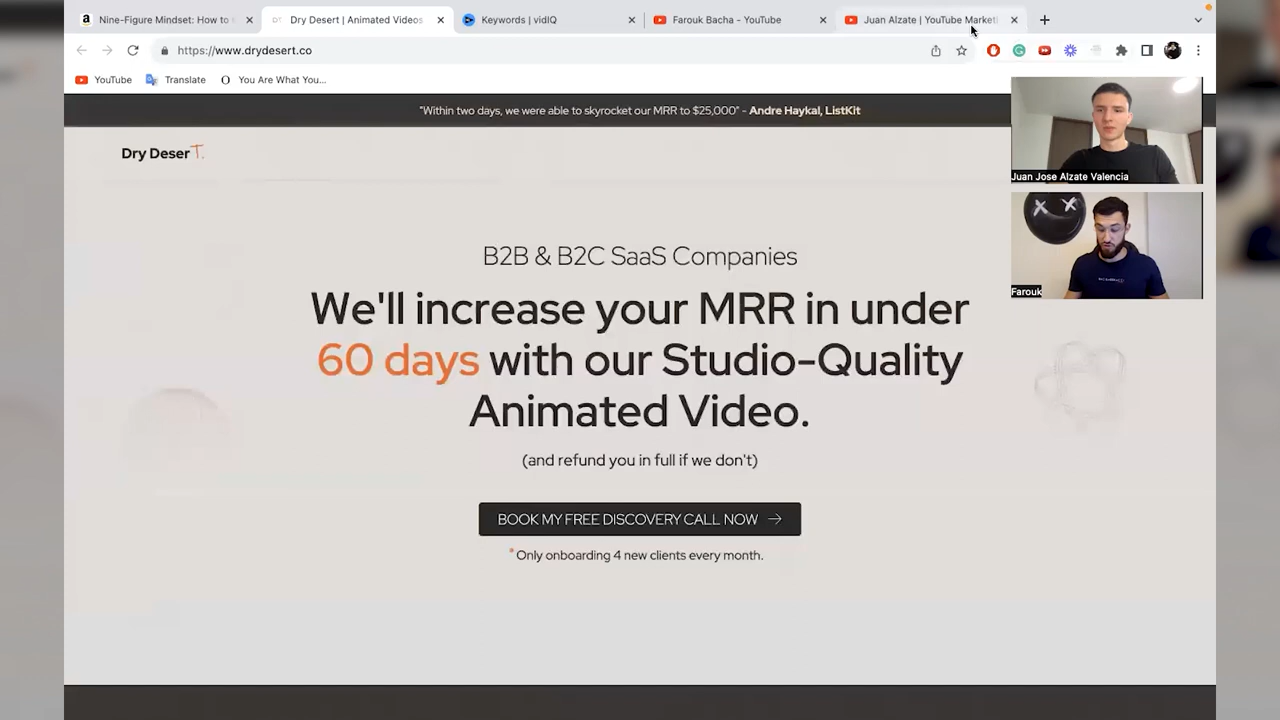 Nine-Figure Mindset: How to
Dry Desert | Animated Videos
Keywords | vidIQ
Farouk Bacha - YouTube
Juan Alzate | YouTube Marketi
https://www.drydesert.co
YouTube
Translate
You Are What You...
"Within two days, we were able to skyrocket our MRR to $25,000" - Andre Haykal, ListKit
Dry DeserT.
Juan Jose Alzate Valencia
Farouk
B2B & B2C SaaS Companies
We'll increase your MRR in under
60 days with our Studio-Quality
Animated Video.
(and refund you in full if we don't)
BOOK MY FREE DISCOVERY CALL NOW →
*Only onboarding 4 new clients every month.